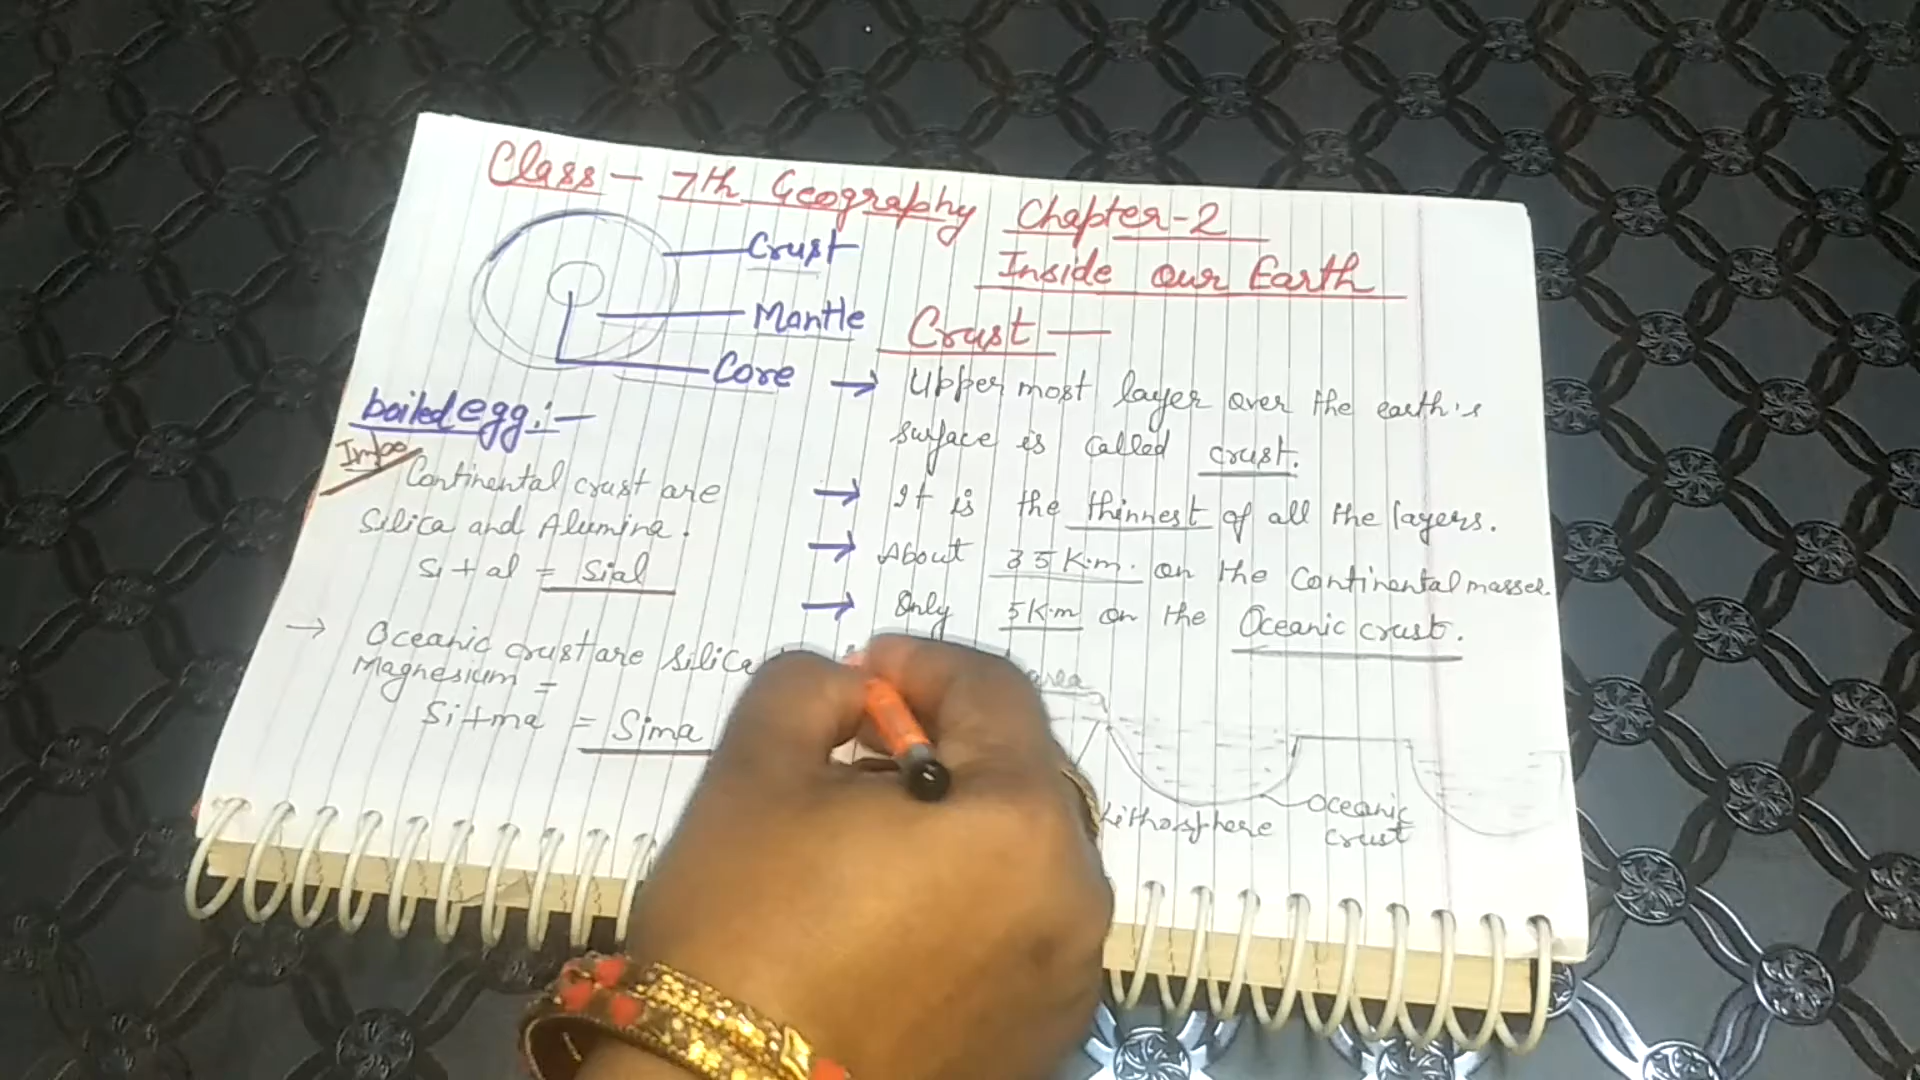 Class - 7th Geography Chapter-2
Inside our Earth
Crust
Mantle
Core
boiled egg :-
Impo
Continental crust are
Silica and Alumina.
Si + al = Sial
→ Oceanic crust are silica
Magnesium =
Si+ma = Sima
Crust —
→ Upper most layer over the earth's
surface is called crust.
→ It is the thinnest of all the layers.
→ About 35 K.m. on the Continental masses.
→ Only 5 K.m on the Oceanic crust.
area
Lithosphere
Oceanic
crust